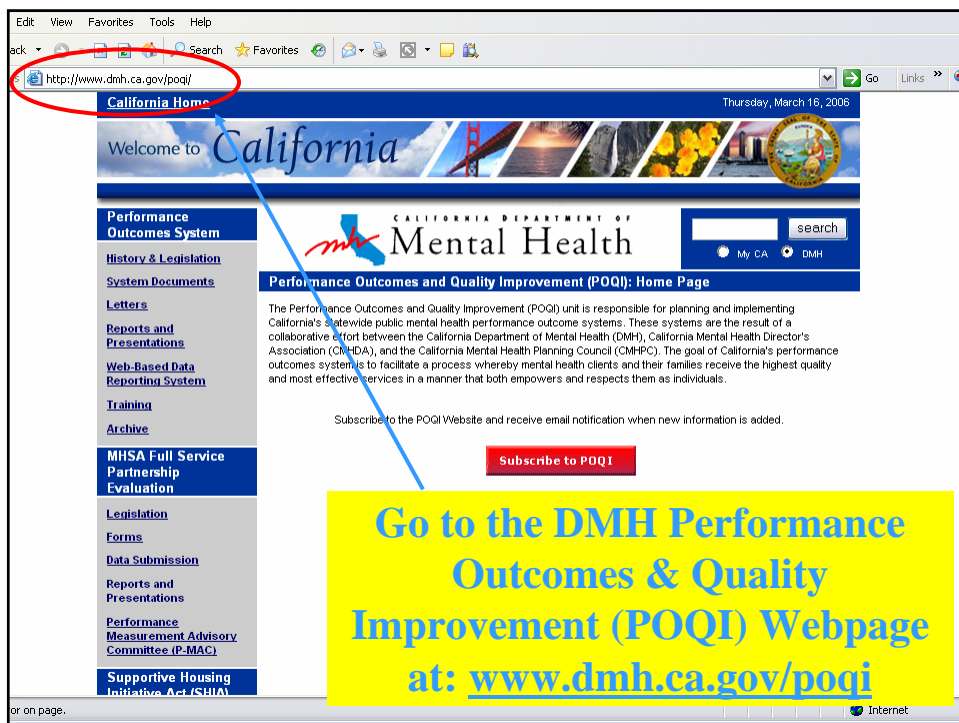 Edit View Favorites Tools Help
ack Search Favorites
s http://www.dmh.ca.gov/poqi/ Go Links »
California Home Thursday, March 16, 2006
Welcome to California
Performance
Outcomes System
History & Legislation
System Documents
Letters
Reports and
Presentations
Web-Based Data
Reporting System
Training
Archive
MHSA Full Service
Partnership
Evaluation
Legislation
Forms
Data Submission
Reports and
Presentations
Performance
Measurement Advisory
Committee (P-MAC)
Supportive Housing
Initiative Act (SHIA)
CALIFORNIA DEPARTMENT OF
mh Mental Health
search
My CA DMH
Performance Outcomes and Quality Improvement (POQI): Home Page
The Performance Outcomes and Quality Improvement (POQI) unit is responsible for planning and implementing
California's statewide public mental health performance outcome systems. These systems are the result of a
collaborative effort between the California Department of Mental Health (DMH), California Mental Health Director's
Association (CMHDA), and the California Mental Health Planning Council (CMHPC). The goal of California's performance
outcomes system is to facilitate a process whereby mental health clients and their families receive the highest quality
and most effective services in a manner that both empowers and respects them as individuals.
Subscribe to the POQI Website and receive email notification when new information is added.
Subscribe to POQI
Go to the DMH Performance
Outcomes & Quality
Improvement (POQI) Webpage
at: www.dmh.ca.gov/poqi
or on page. Internet